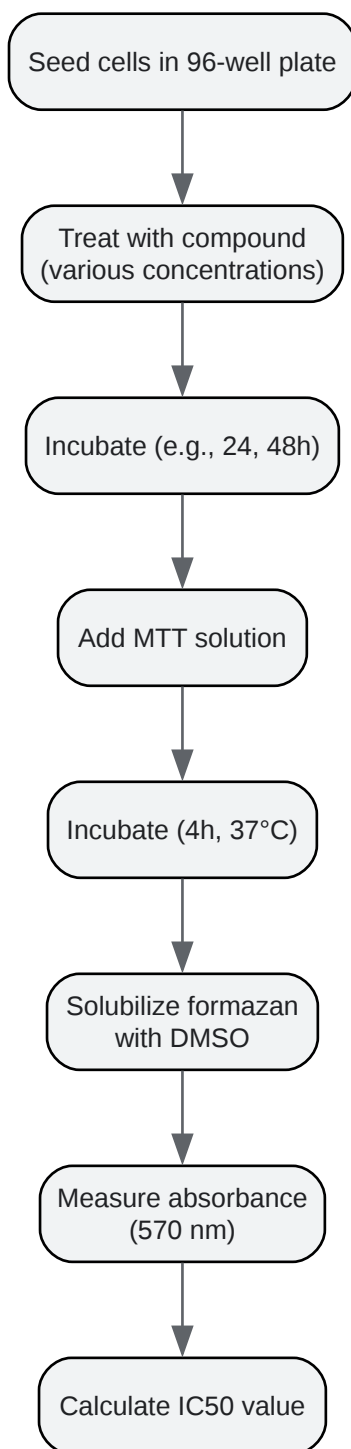 Seed cells in 96-well plate
Treat with compound
(various concentrations)
Incubate (e.g., 24, 48h)
Add MTT solution
Incubate (4h, 37°C)
Solubilize formazan
with DMSO
Measure absorbance
(570 nm)
Calculate IC50 value